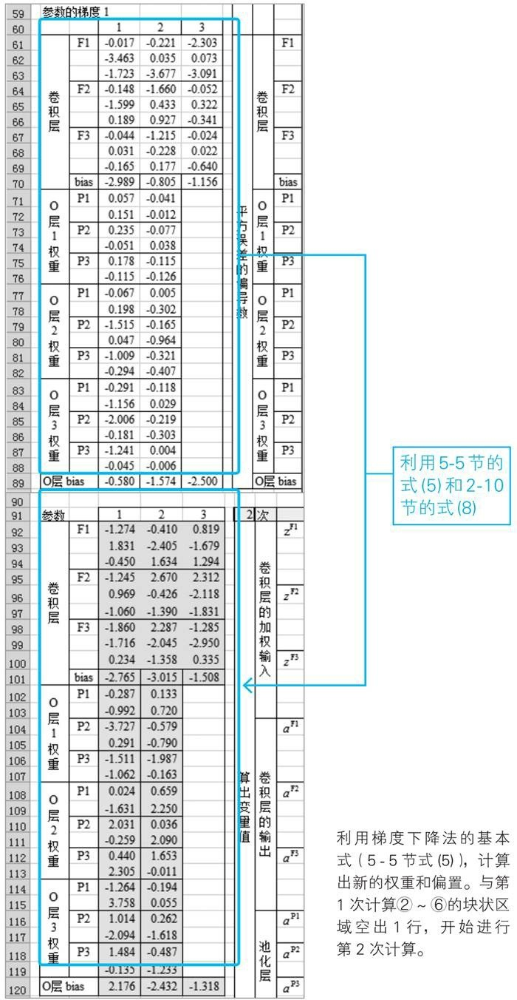 59 参数的梯度 1
60 1 2 3
61 F1 -0.017 -0.221 -2.303 F1
62 -3.463 0.035 0.073
63 -1.723 -3.677 -3.091
64 F2 -0.148 -1.660 -0.052 F2
65 -1.599 0.433 0.322
66 0.189 0.927 -0.341
67 F3 -0.044 -1.215 -0.024 F3
68 0.031 -0.228 0.022
69 -0.165 0.177 -0.640
卷积层
卷积层
70 bias -2.989 -0.805 -1.156 bias
71 P1 0.057 -0.041 P1
72 0.151 -0.012
73 P2 0.235 -0.077 P2
74 -0.051 0.038
75 P3 0.178 -0.115 P3
76 -0.115 -0.126
O层1权重
平方误差的偏导数
O层1权重
77 P1 -0.067 0.005 P1
78 0.198 -0.302
79 P2 -1.515 -0.165 P2
80 0.047 -0.964
81 P3 -1.009 -0.321 P3
82 -0.294 -0.407
O层2权重
O层2权重
83 P1 -0.291 -0.118 P1
84 -1.156 0.029
85 P2 -2.006 -0.219 P2
86 -0.181 -0.303
87 P3 -1.241 0.004 P3
88 -0.045 -0.006
O层3权重
O层3权重
89 O层 bias -0.580 -1.574 -2.500 O层 bias
90
91 参数 1 2 3 2 次
92 F1 -1.274 -0.410 0.819 z^F1
93 1.831 -2.405 -1.679
94 -0.450 1.634 1.294
95 F2 -1.245 2.670 2.312
96 0.969 -0.426 -2.118 z^F2
97 -1.060 -1.390 -1.831
98 F3 -1.860 2.287 -1.285
99 -1.716 -2.045 -2.950
100 0.234 -1.358 0.335 z^F3
卷积层
卷积层的加权输入
101 bias -2.765 -3.015 -1.508
102 P1 -0.287 0.133
103 -0.992 0.720
104 P2 -3.727 -0.579 a^F1
105 0.291 -0.790
106 P3 -1.511 -1.987
107 -1.062 -0.163
O层1权重
108 P1 0.024 0.659 a^F2
109 -1.631 2.250
110 P2 2.031 0.036
111 -0.259 2.090
112 P3 0.440 1.653 a^F3
113 2.305 -0.011
O层2权重
算出变量值
卷积层的输出
114 P1 -1.264 -0.194
115 3.758 0.055
116 P2 1.014 0.262 a^P1
117 -2.094 -1.618
118 P3 1.484 -0.487 a^P2
119 -0.135 -1.233
O层3权重
池化层
120 O层 bias 2.176 -2.432 -1.318 a^P3
利用5-5节的
式(5)和2-10
节的式(8)
利用梯度下降法的基本
式(5-5节式(5)),计算
出新的权重和偏置。与第
1次计算②~⑥的块状区
域空出1行,开始进行
第2次计算。